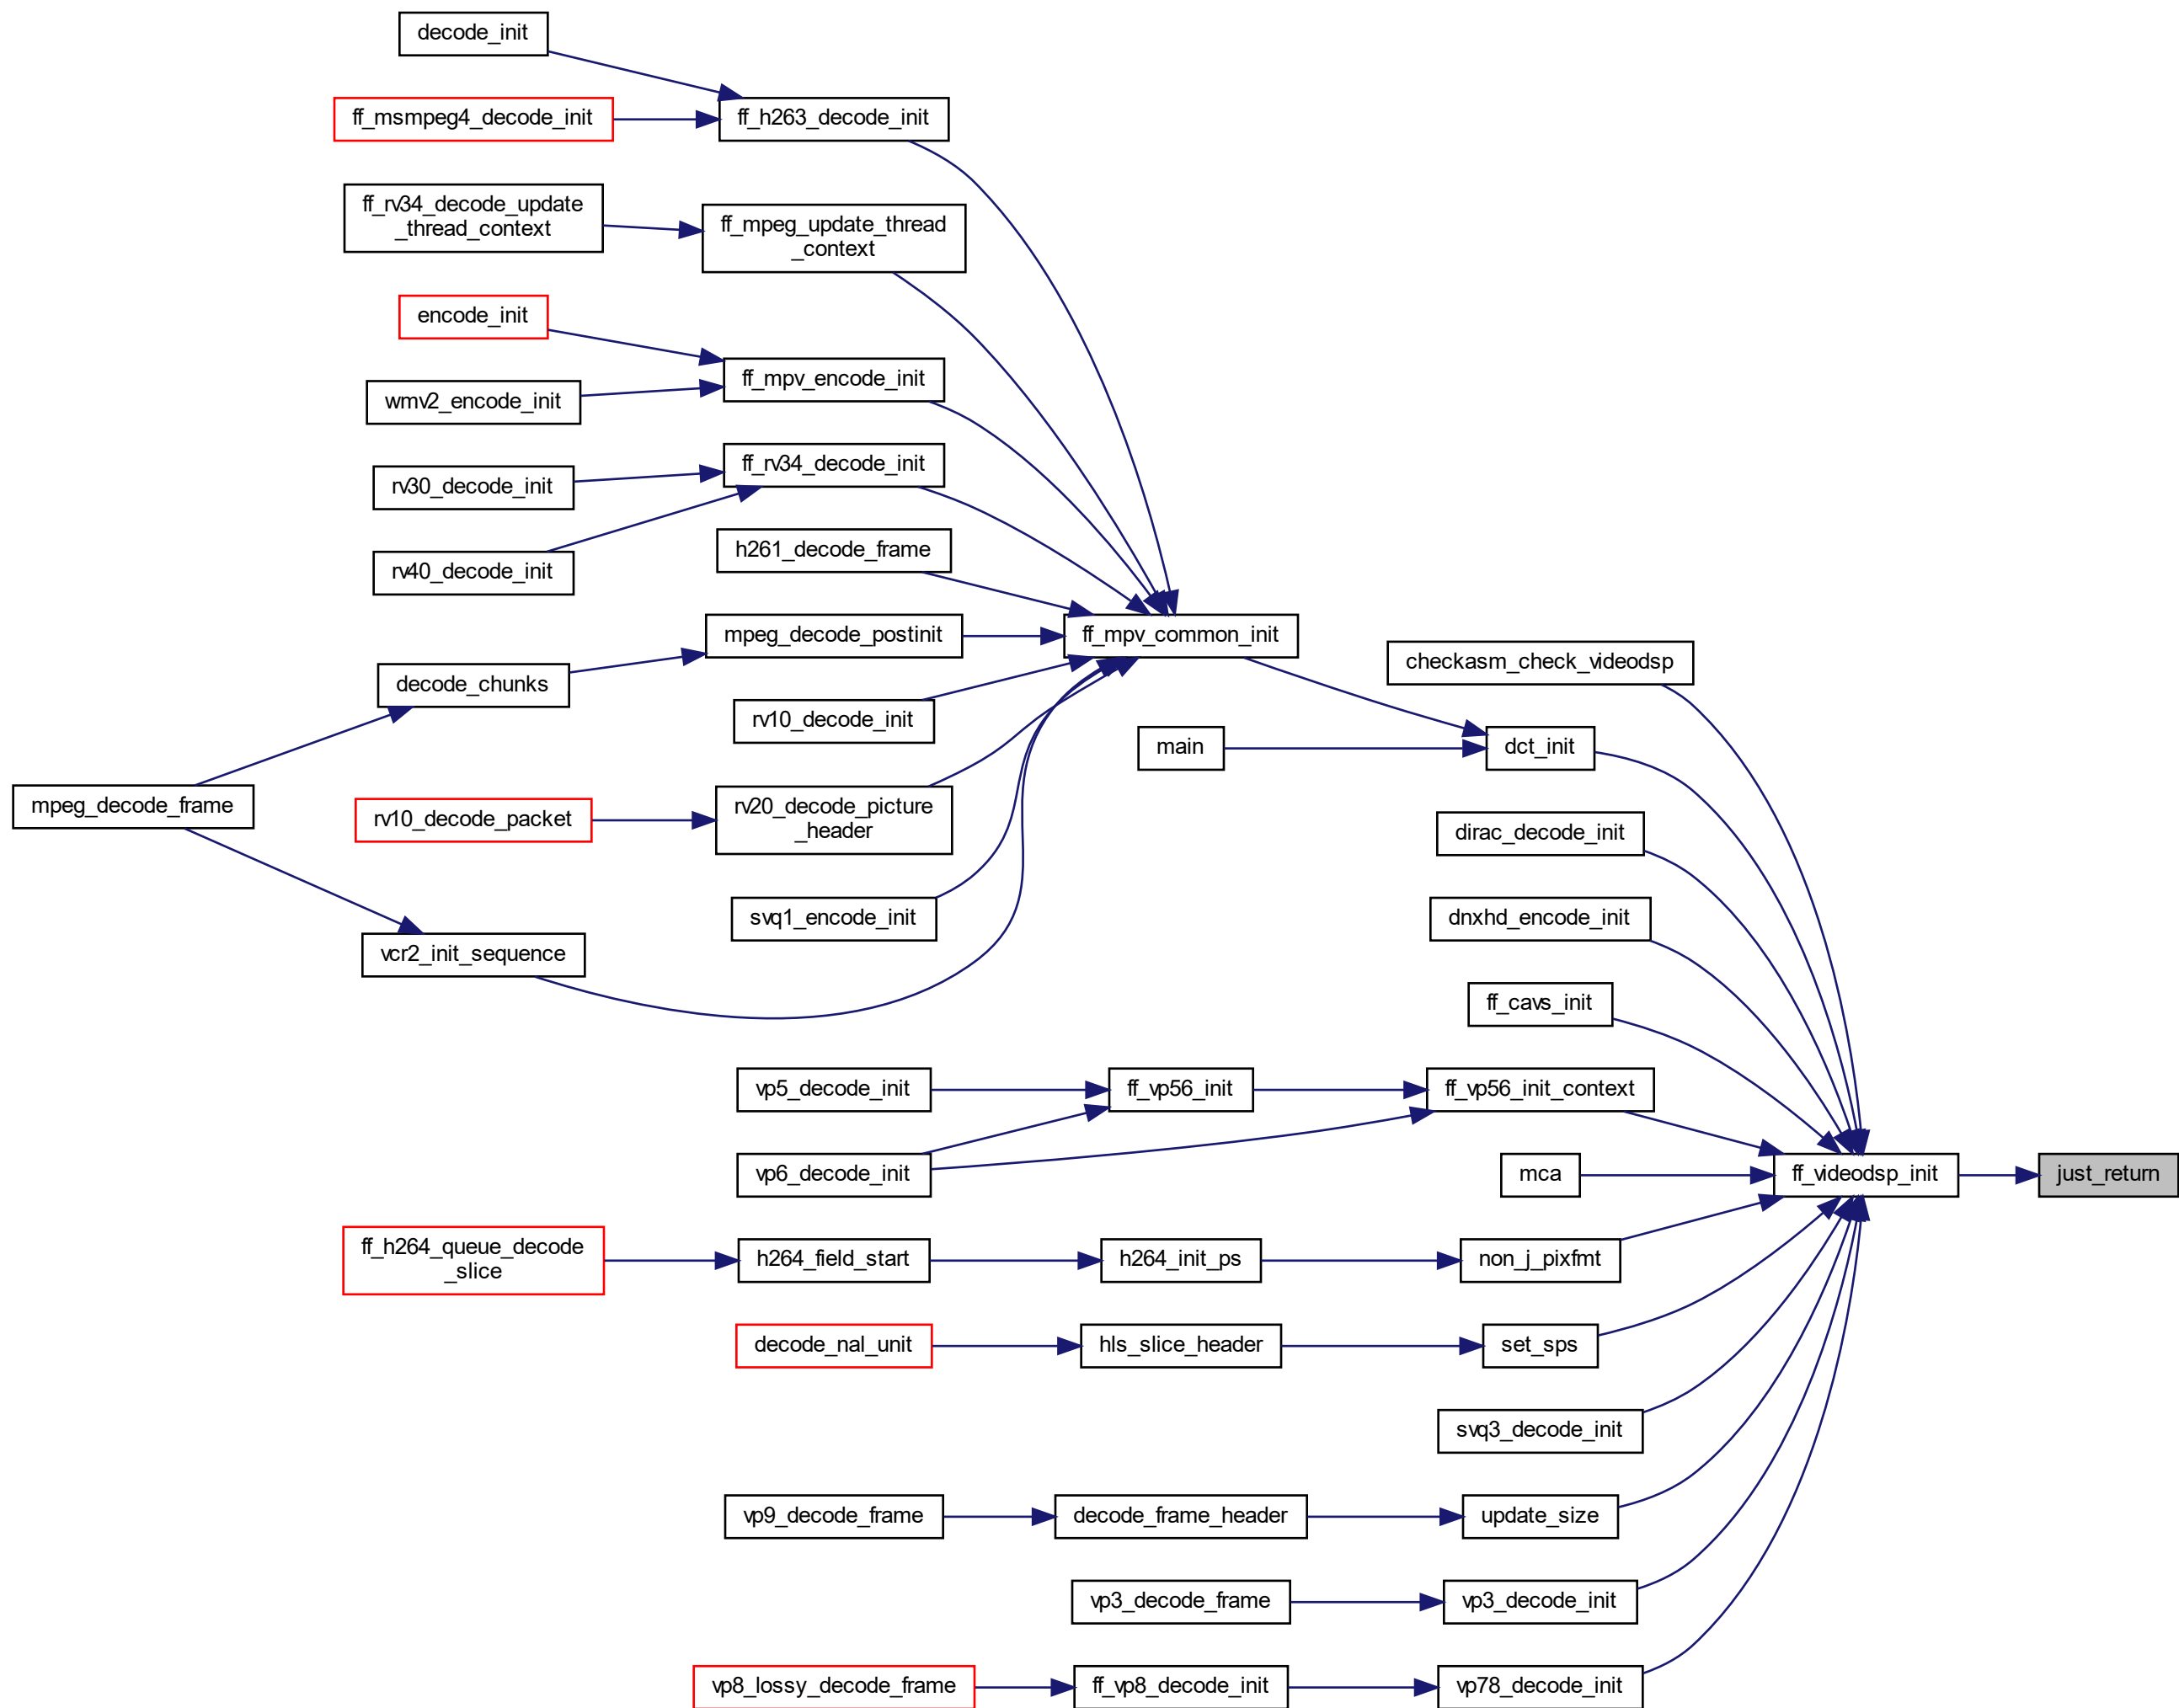 decode_init
ff_msmpeg4_decode_init
ff_h263_decode_init
ff_rv34_decode_update
_thread_context
ff_mpeg_update_thread
_context
encode_init
ff_mpv_encode_init
wmv2_encode_init
ff_rv34_decode_init
rv30_decode_init
h261_decode_frame
rv40_decode_init
mpeg_decode_postinit
ff_mpv_common_init
checkasm_check_videodsp
decode_chunks
rv10_decode_init
main
dct_init
mpeg_decode_frame
rv10_decode_packet
rv20_decode_picture
_header
dirac_decode_init
svq1_encode_init
dnxhd_encode_init
vcr2_init_sequence
ff_cavs_init
vp5_decode_init
ff_vp56_init
ff_vp56_init_context
vp6_decode_init
mca
ff_videodsp_init
just_return
ff_h264_queue_decode
_slice
h264_field_start
h264_init_ps
non_j_pixfmt
decode_nal_unit
hls_slice_header
set_sps
svq3_decode_init
vp9_decode_frame
decode_frame_header
update_size
vp3_decode_frame
vp3_decode_init
vp8_lossy_decode_frame
ff_vp8_decode_init
vp78_decode_init